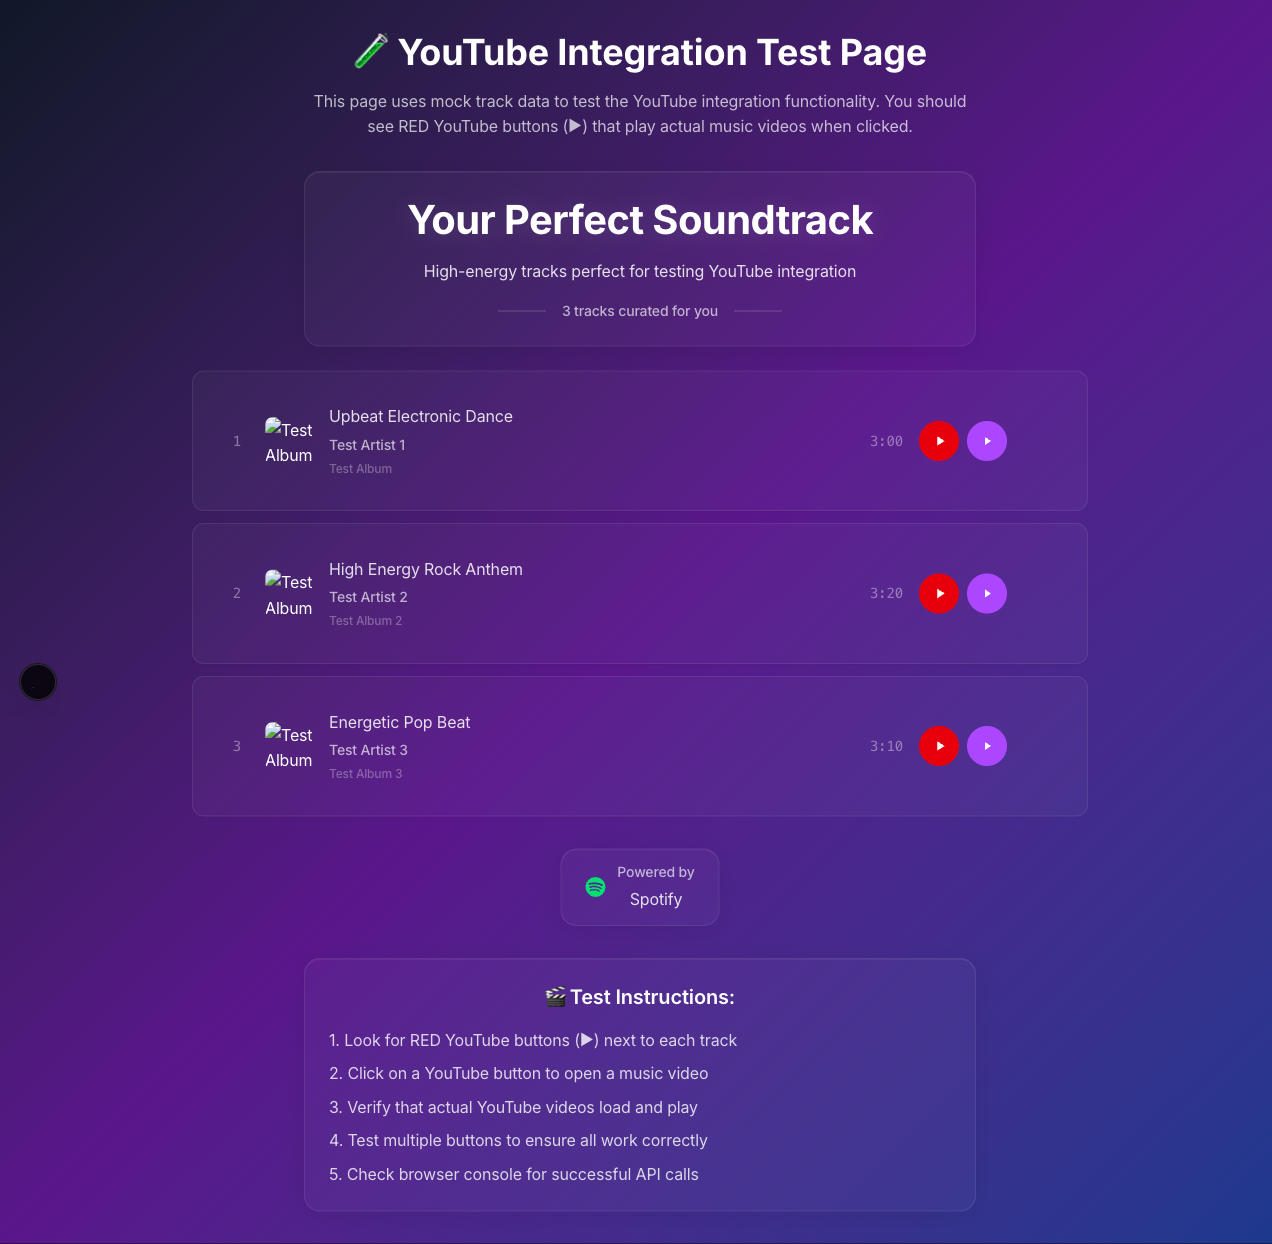 🧪 YouTube Integration Test Page
This page uses mock track data to test the YouTube integration functionality. You should
see RED YouTube buttons (▶) that play actual music videos when clicked.
Your Perfect Soundtrack
High-energy tracks perfect for testing YouTube integration
3 tracks curated for you
1
Test
Album
Upbeat Electronic Dance
Test Artist 1
Test Album
3:00
2
Test
Album
High Energy Rock Anthem
Test Artist 2
Test Album 2
3:20
3
Test
Album
Energetic Pop Beat
Test Artist 3
Test Album 3
3:10
Powered by
Spotify
🎬 Test Instructions:
1. Look for RED YouTube buttons (▶) next to each track
2. Click on a YouTube button to open a music video
3. Verify that actual YouTube videos load and play
4. Test multiple buttons to ensure all work correctly
5. Check browser console for successful API calls